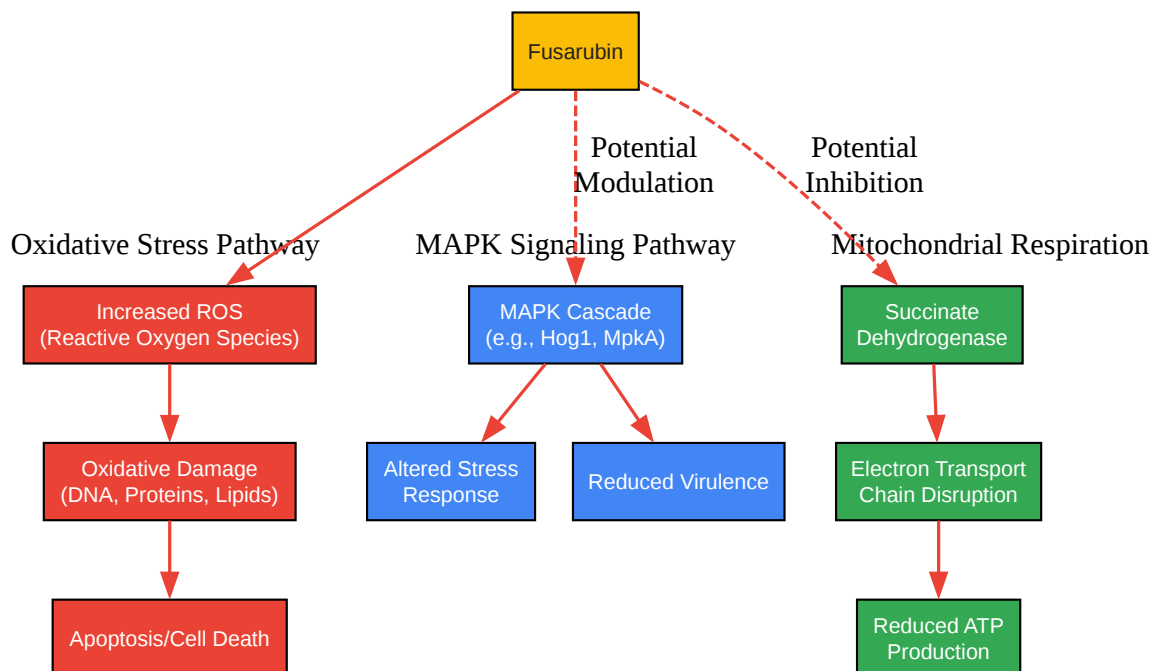 Fusarubin
Potential
Modulation
Potential
Inhibition
Oxidative Stress Pathway
MAPK Signaling Pathway
Mitochondrial Respiration
Increased ROS
(Reactive Oxygen Species)
MAPK Cascade
(e.g., Hog1, MpkA)
Succinate
Dehydrogenase
Oxidative Damage
(DNA, Proteins, Lipids)
Altered Stress
Response
Reduced Virulence
Electron Transport
Chain Disruption
Apoptosis/Cell Death
Reduced ATP
Production